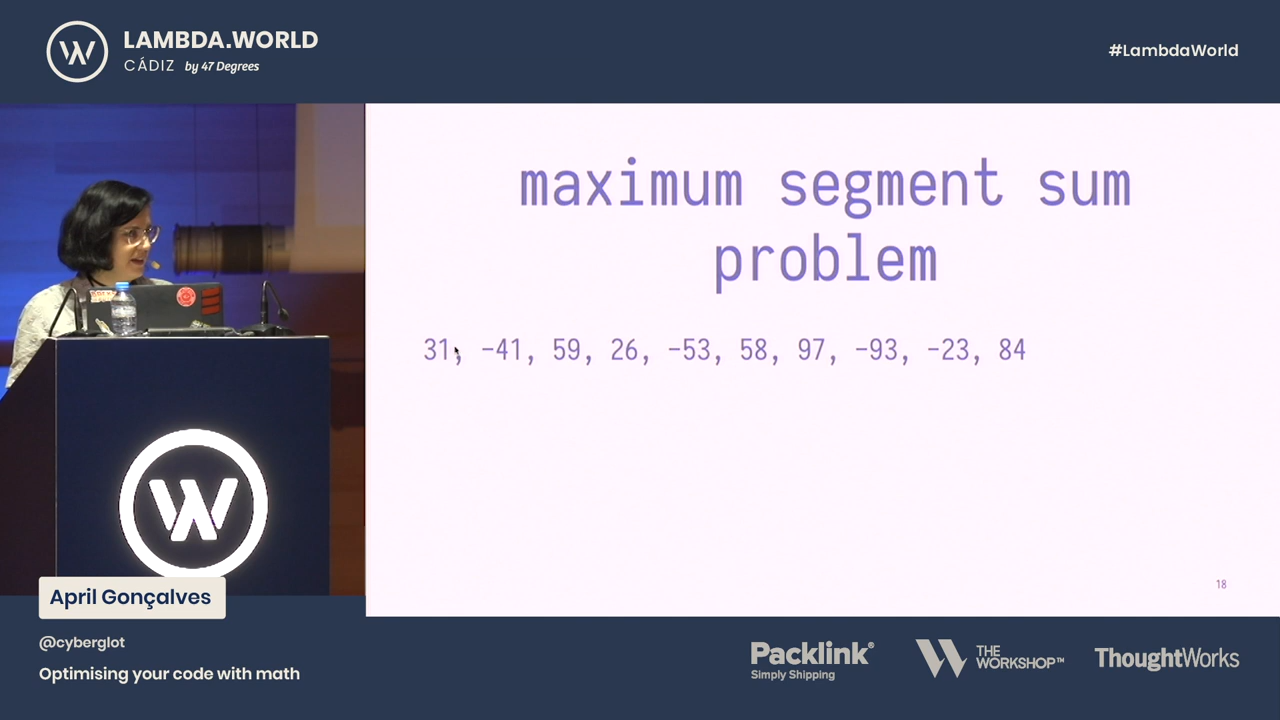 LAMBDA.WORLD
CÁDIZ by 47 Degrees
#LambdaWorld
maximum segment sum
problem
31, -41, 59, 26, -53, 58, 97, -93, -23, 84
18
April Gonçalves
@cyberglot
Optimising your code with math
Packlink®
Simply Shipping
THE
WORKSHOP™
ThoughtWorks